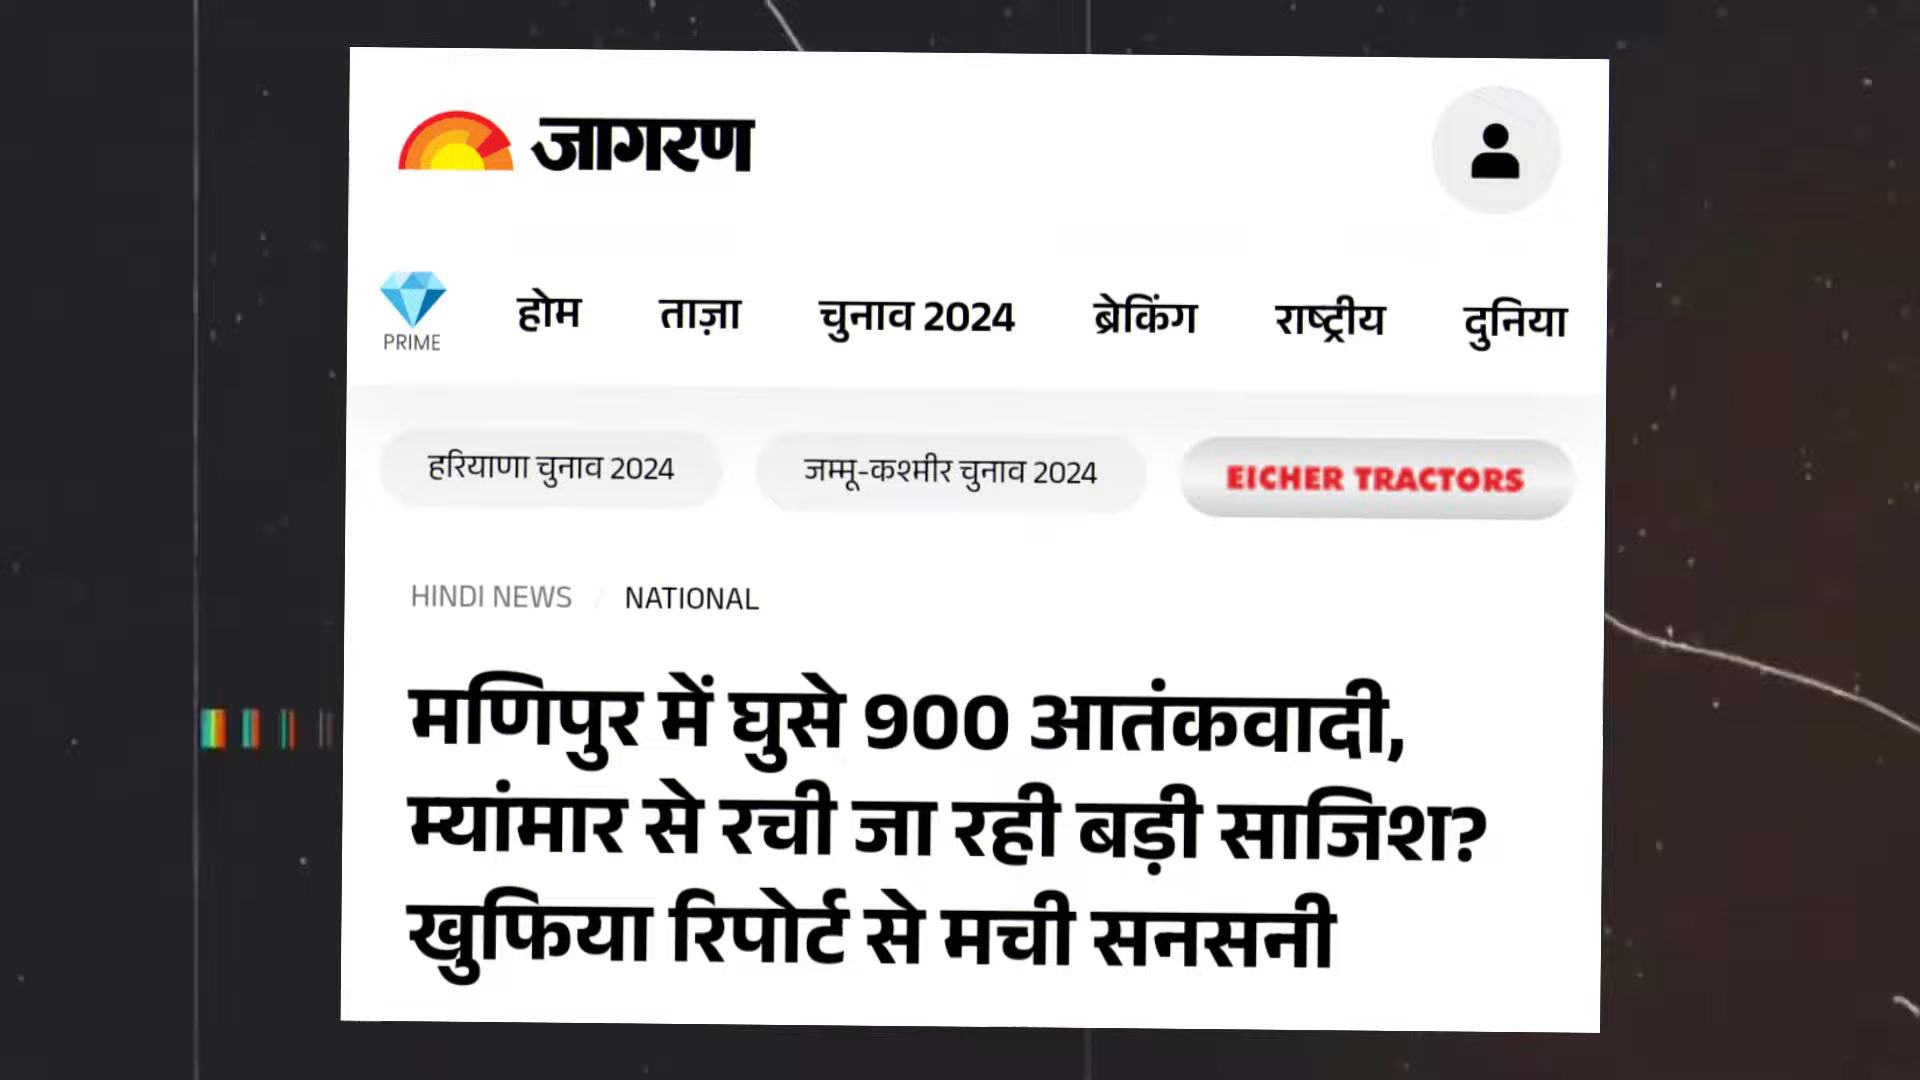 जागरण
PRIME
होम ताज़ा चुनाव 2024 ब्रेकिंग राष्ट्रीय दुनिया
हरियाणा चुनाव 2024 जम्मू-कश्मीर चुनाव 2024 EICHER TRACTORS
HINDI NEWS / NATIONAL
मणिपुर में घुसे 900 आतंकवादी,
म्यांमार से रची जा रही बड़ी साजिश?
खुफिया रिपोर्ट से मची सनसनी